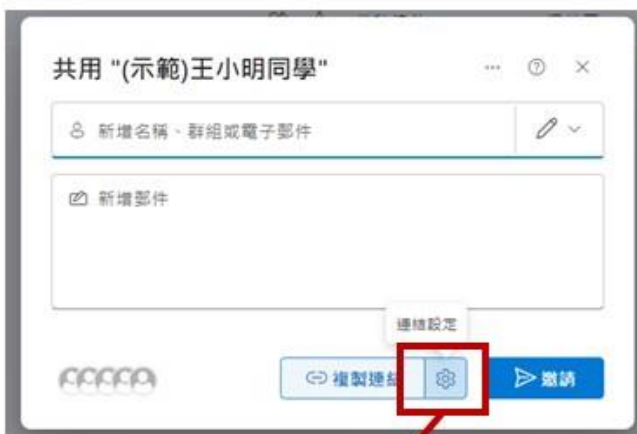 共用 "(示範)王小明同學"
新增名稱、群組或電子郵件
新增郵件
連結設定
複製連結
邀請